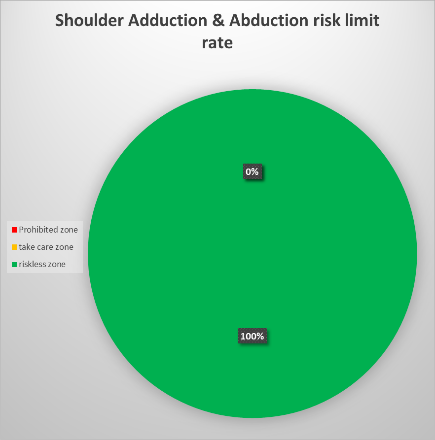 Shoulder Adduction & Abduction risk limit
rate
0%
Prohibited zone
take care zone
riskless zone
100%